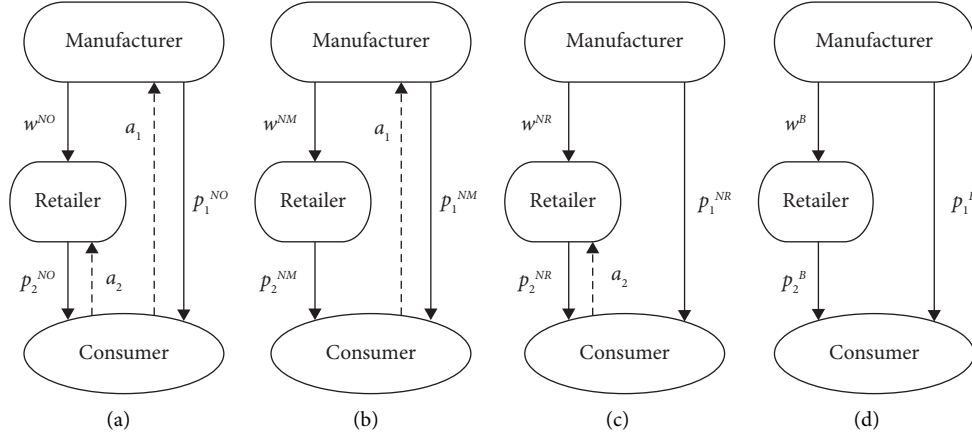 Manufacturer
w^NO
a_1
Retailer
p_1^NO
p_2^NO
a_2
Consumer
(a)
Manufacturer
w^NM
a_1
Retailer
p_1^NM
p_2^NM
Consumer
(b)
Manufacturer
w^NR
Retailer
p_1^NR
p_2^NR
a_2
Consumer
(c)
Manufacturer
w^B
Retailer
p_1
p_2^B
Consumer
(d)